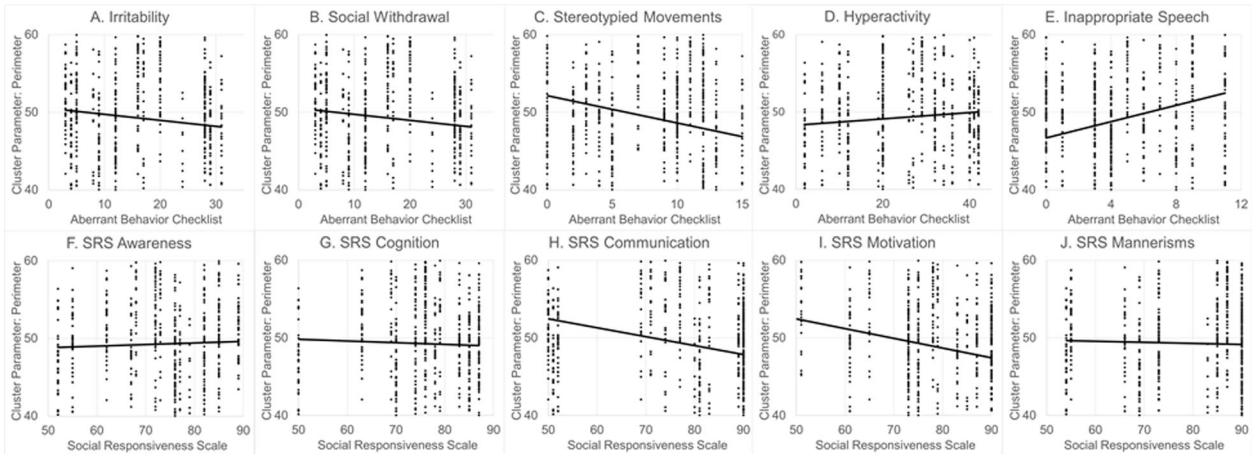 A. Irritability
Cluster Parameter: Perimeter
60
50
40
0 10 20 30
Aberrant Behavior Checklist
B. Social Withdrawal
Cluster Parameter: Perimeter
60
50
40
0 10 20 30
Aberrant Behavior Checklist
C. Stereotypied Movements
Cluster Parameter: Perimeter
60
50
40
0 5 10 15
Aberrant Behavior Checklist
D. Hyperactivity
Cluster Parameter: Perimeter
60
50
40
0 20 40
Aberrant Behavior Checklist
E. Inappropriate Speech
Cluster Parameter: Perimeter
60
50
40
0 4 8 12
Aberrant Behavior Checklist
F. SRS Awareness
Cluster Parameter: Perimeter
60
50
40
50 60 70 80 90
Social Responsiveness Scale
G. SRS Cognition
Cluster Parameter: Perimeter
60
50
40
50 60 70 80 90
Social Responsiveness Scale
H. SRS Communication
Cluster Parameter: Perimeter
60
50
40
50 60 70 80 90
Social Responsiveness Scale
I. SRS Motivation
Cluster Parameter: Perimeter
60
50
40
50 60 70 80 90
Social Responsiveness Scale
J. SRS Mannerisms
Cluster Parameter: Perimeter
60
50
40
50 60 70 80 90
Social Responsiveness Scale